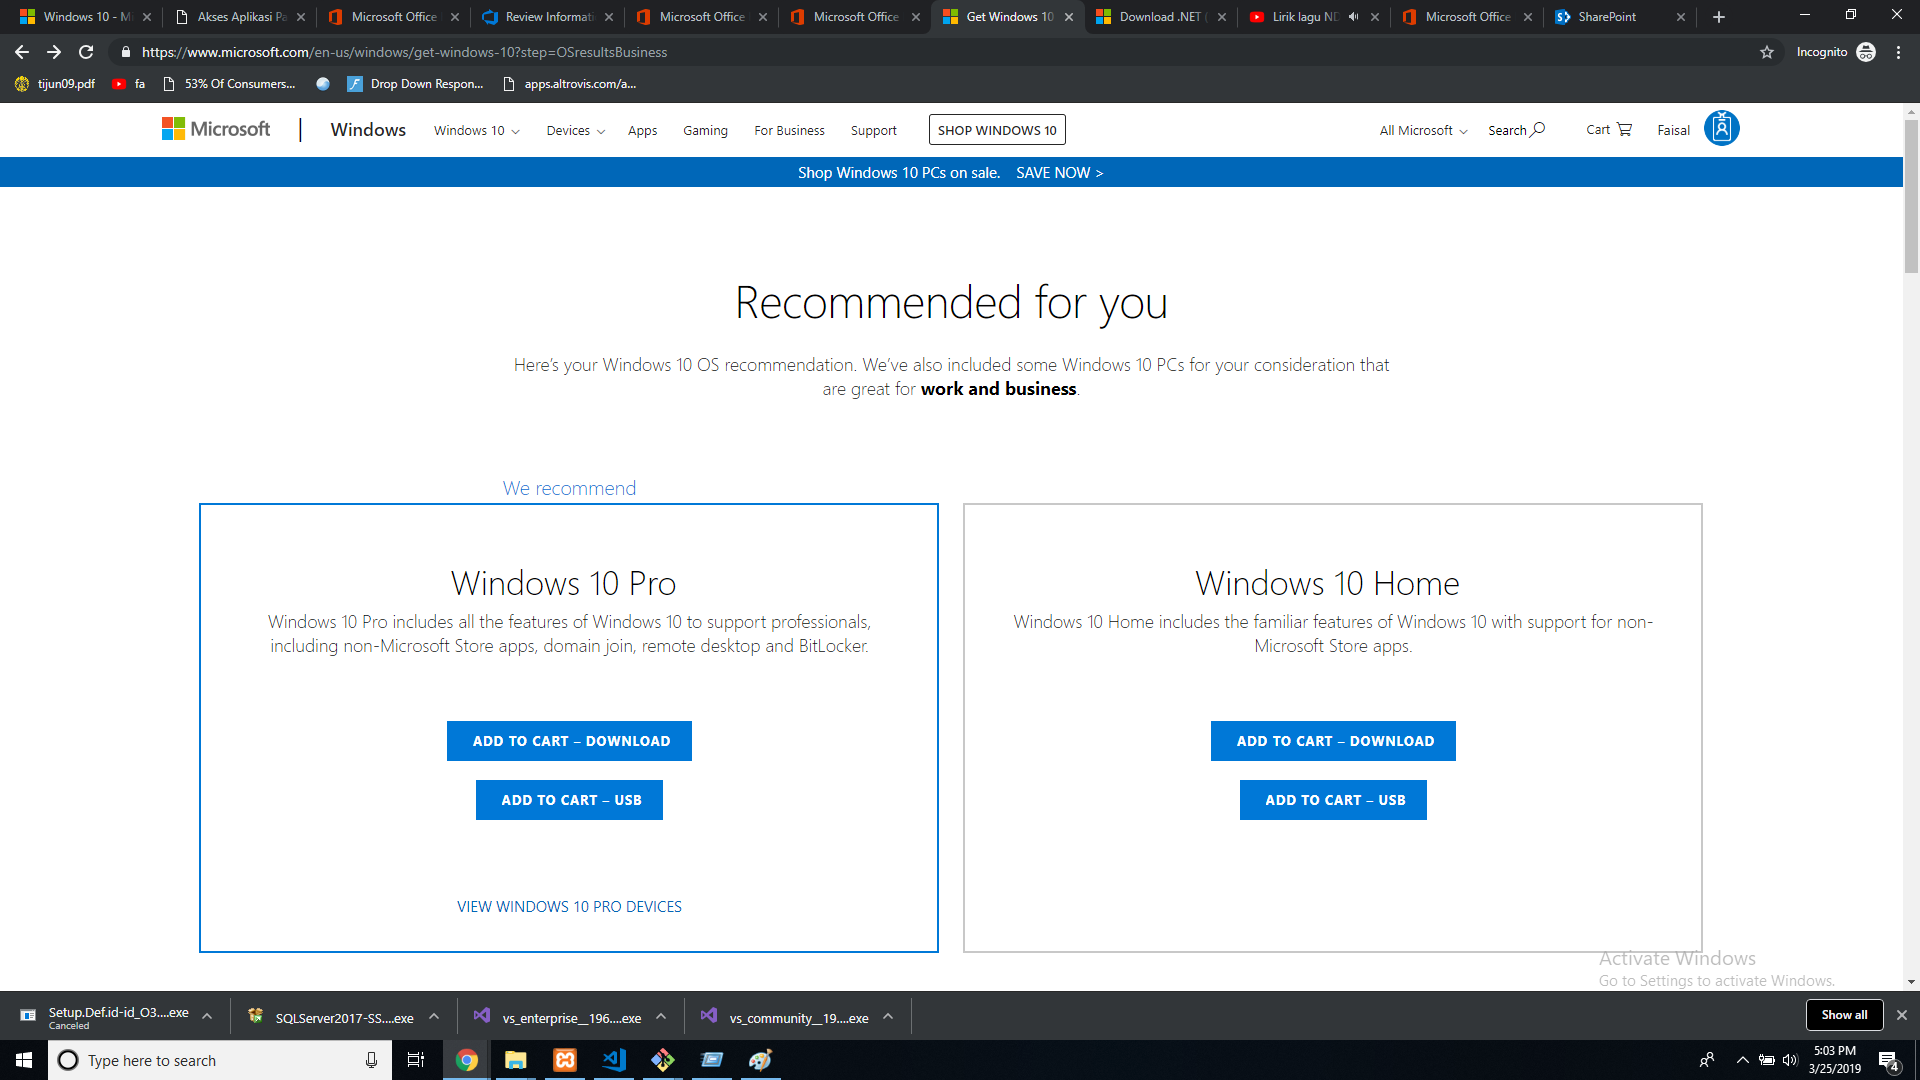 Windows 10 - Mi
Akses Aplikasi Pa
Microsoft Office
Review Informati
Microsoft Office
Microsoft Office
Get Windows 10
Download .NET (
Lirik lagu ND
Microsoft Office
SharePoint
https://www.microsoft.com/en-us/windows/get-windows-10?step=OSresultsBusiness
Incognito
tijun09.pdf
fa
53% Of Consumers...
Drop Down Respon...
apps.altrovis.com/a...
Microsoft
Windows
Windows 10
Devices
Apps
Gaming
For Business
Support
SHOP WINDOWS 10
All Microsoft
Search
Cart
Faisal
Shop Windows 10 PCs on sale. SAVE NOW >
Recommended for you
Here's your Windows 10 OS recommendation. We've also included some Windows 10 PCs for your consideration that
are great for work and business.
We recommend
Windows 10 Pro
Windows 10 Pro includes all the features of Windows 10 to support professionals,
including non-Microsoft Store apps, domain join, remote desktop and BitLocker.
ADD TO CART – DOWNLOAD
ADD TO CART – USB
VIEW WINDOWS 10 PRO DEVICES
Windows 10 Home
Windows 10 Home includes the familiar features of Windows 10 with support for non-
Microsoft Store apps.
ADD TO CART – DOWNLOAD
ADD TO CART – USB
Activate Windows
Go to Settings to activate Windows.
Setup.Def.id-id_O3....exe
Canceled
SQLServer2017-SS....exe
vs_enterprise__196....exe
vs_community__19....exe
Show all
Type here to search
5:03 PM
3/25/2019
4